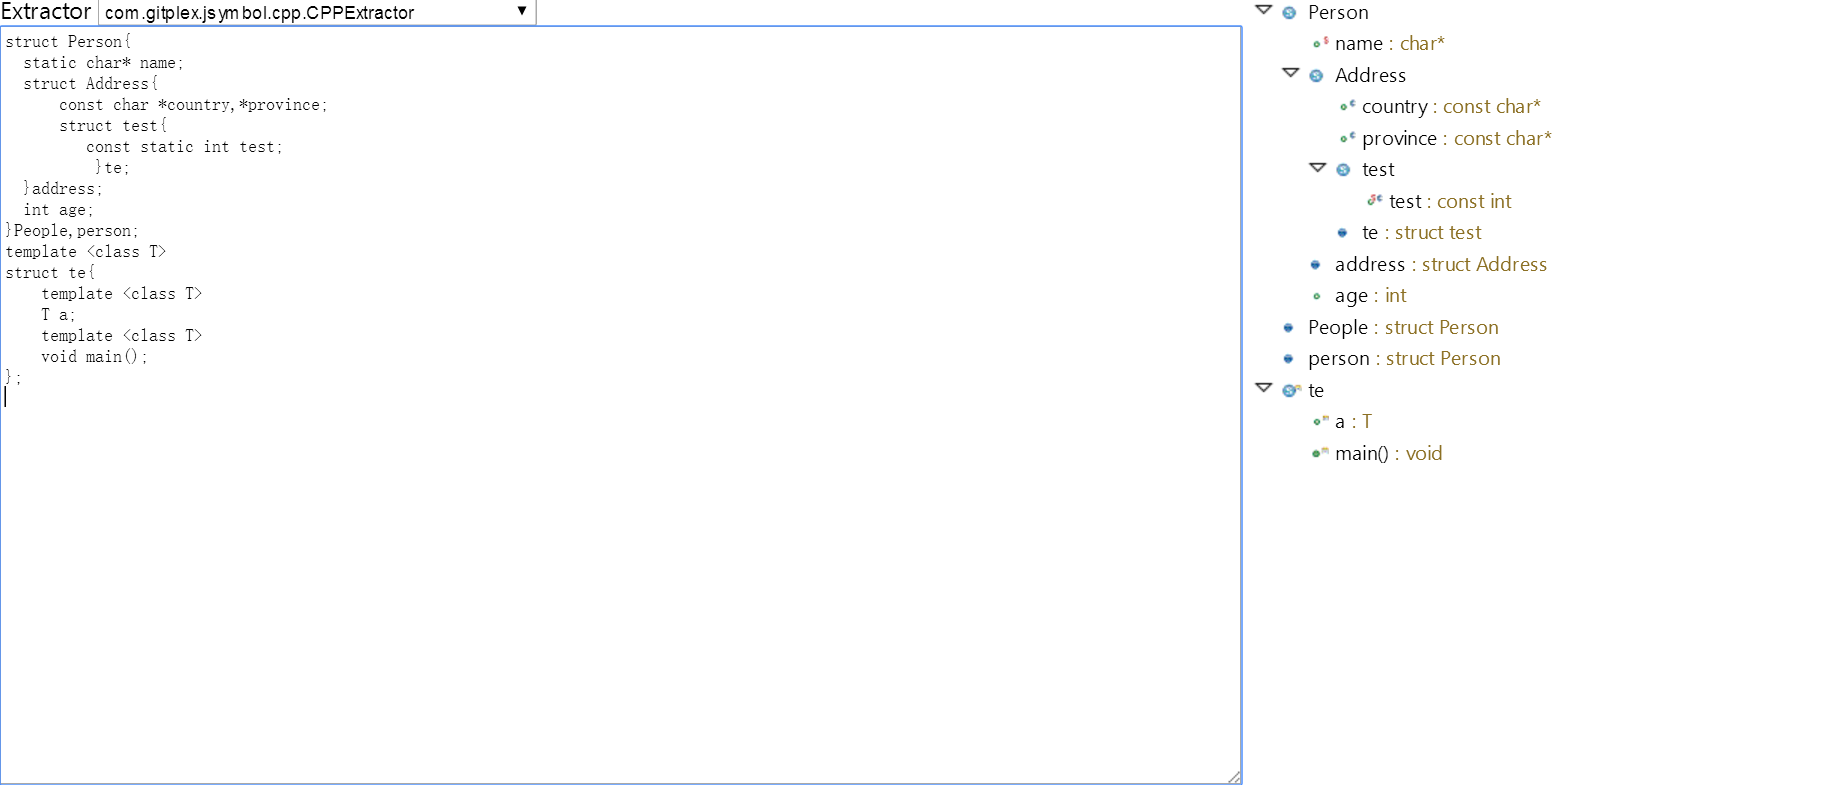 Extractor com.gitplex.jsymbol.cpp.CPPExtractor
struct Person{
  static char* name;
  struct Address{
      const char *country,*province;
      struct test{
         const static int test;
          }te;
  }address;
  int age;
}People,person;
template <class T>
struct te{
    template <class T>
    T a;
    template <class T>
    void main();
};
Person
name : char*
Address
country : const char*
province : const char*
test
test : const int
te : struct test
address : struct Address
age : int
People : struct Person
person : struct Person
te
a : T
main() : void